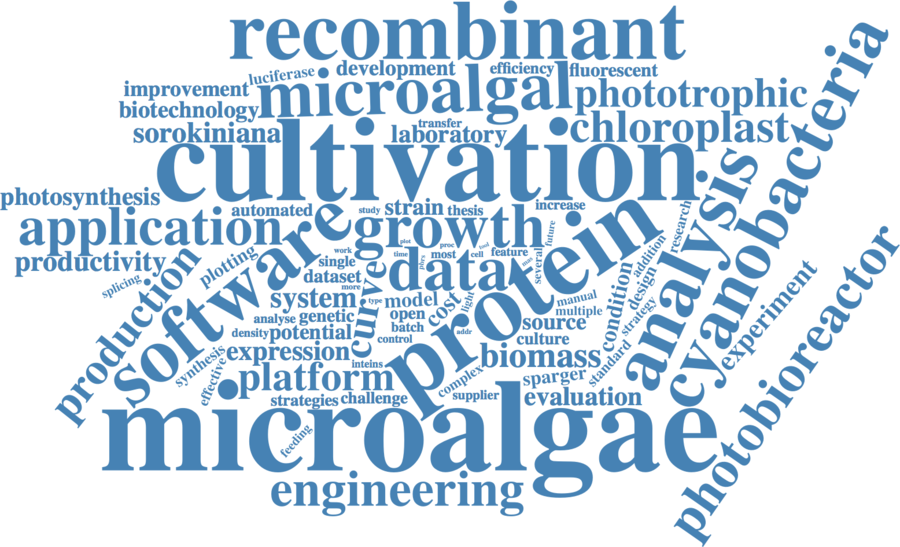 recombinant
luciferase
development
efficiency
fluorescent
improvement
microalgal
phototrophic
biotechnology
transfer
sorokiniana
laboratory
chloroplast
cyanobacteria
cultivation
photosynthesis
automated
study
strain
thesis
increase
application
software
growth
protein
analysis
research
future
productivity
plotting
work
single
time
plot
proc
most
cell
feature
several
addition
splicing
production
dataset
data
more
system
curve
type
model
cost
light
manual
multiple
condition
design
strategy
analyse
genetic
open
source
density
potential
batch
control
addr
culture
experiment
synthesis
expression
inteins
biomass
standard
effective
platform
complex
sparger
strategies
challenge
supplier
evaluation
photobioreactor
microalgae
feeding
engineering